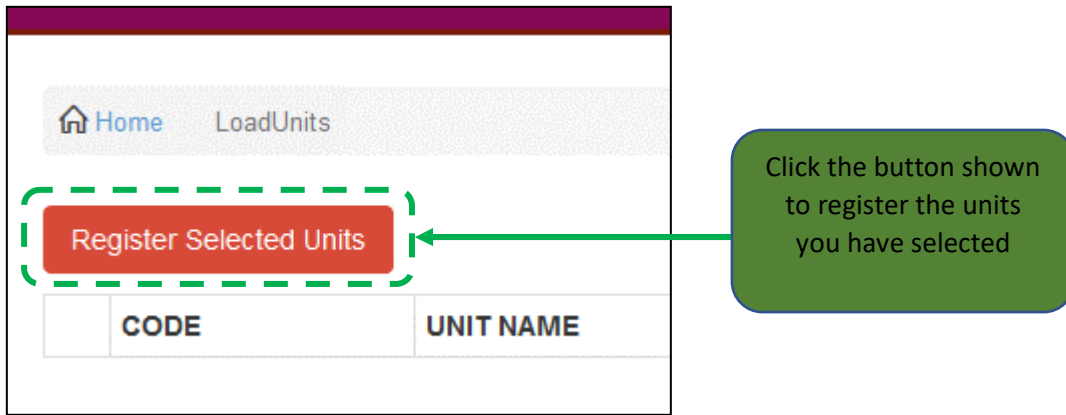 Home LoadUnits
Register Selected Units
CODE UNIT NAME
Click the button shown
to register the units
you have selected